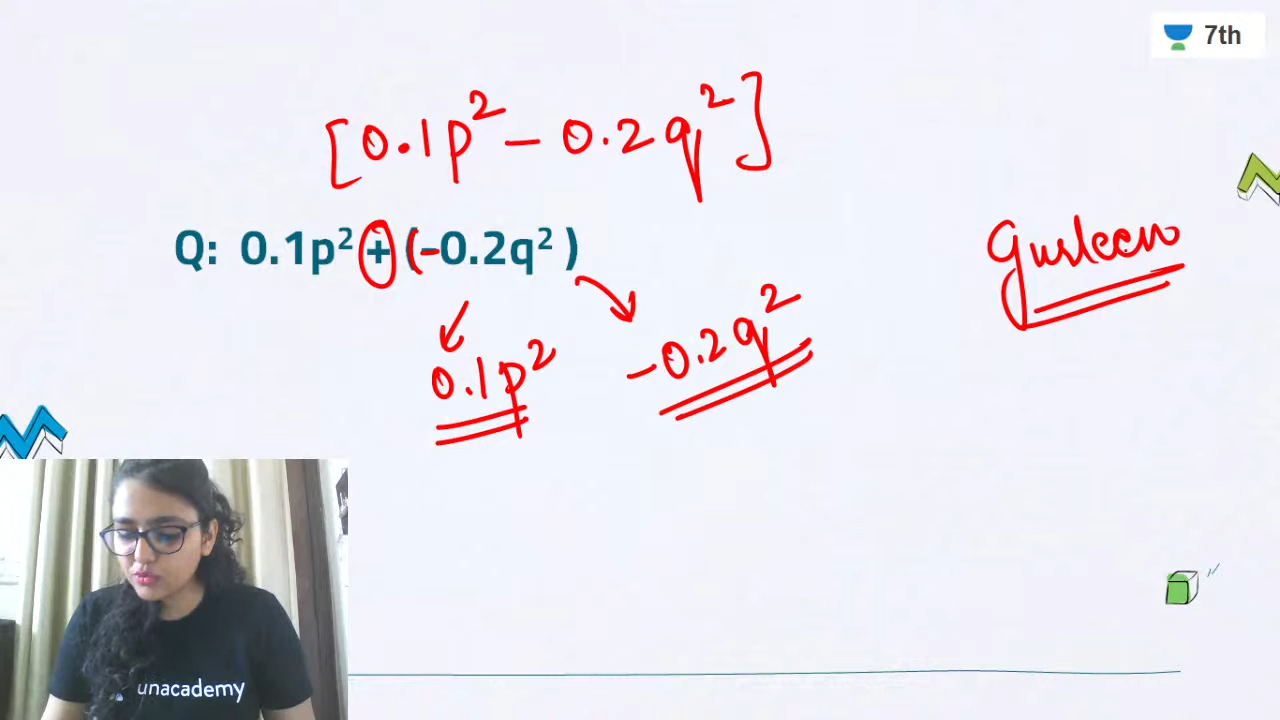 7th
[0.1p² - 0.2q²]
Q: 0.1p² + (-0.2q² )
Gurleen
0.1p² -0.2q²
unacademy